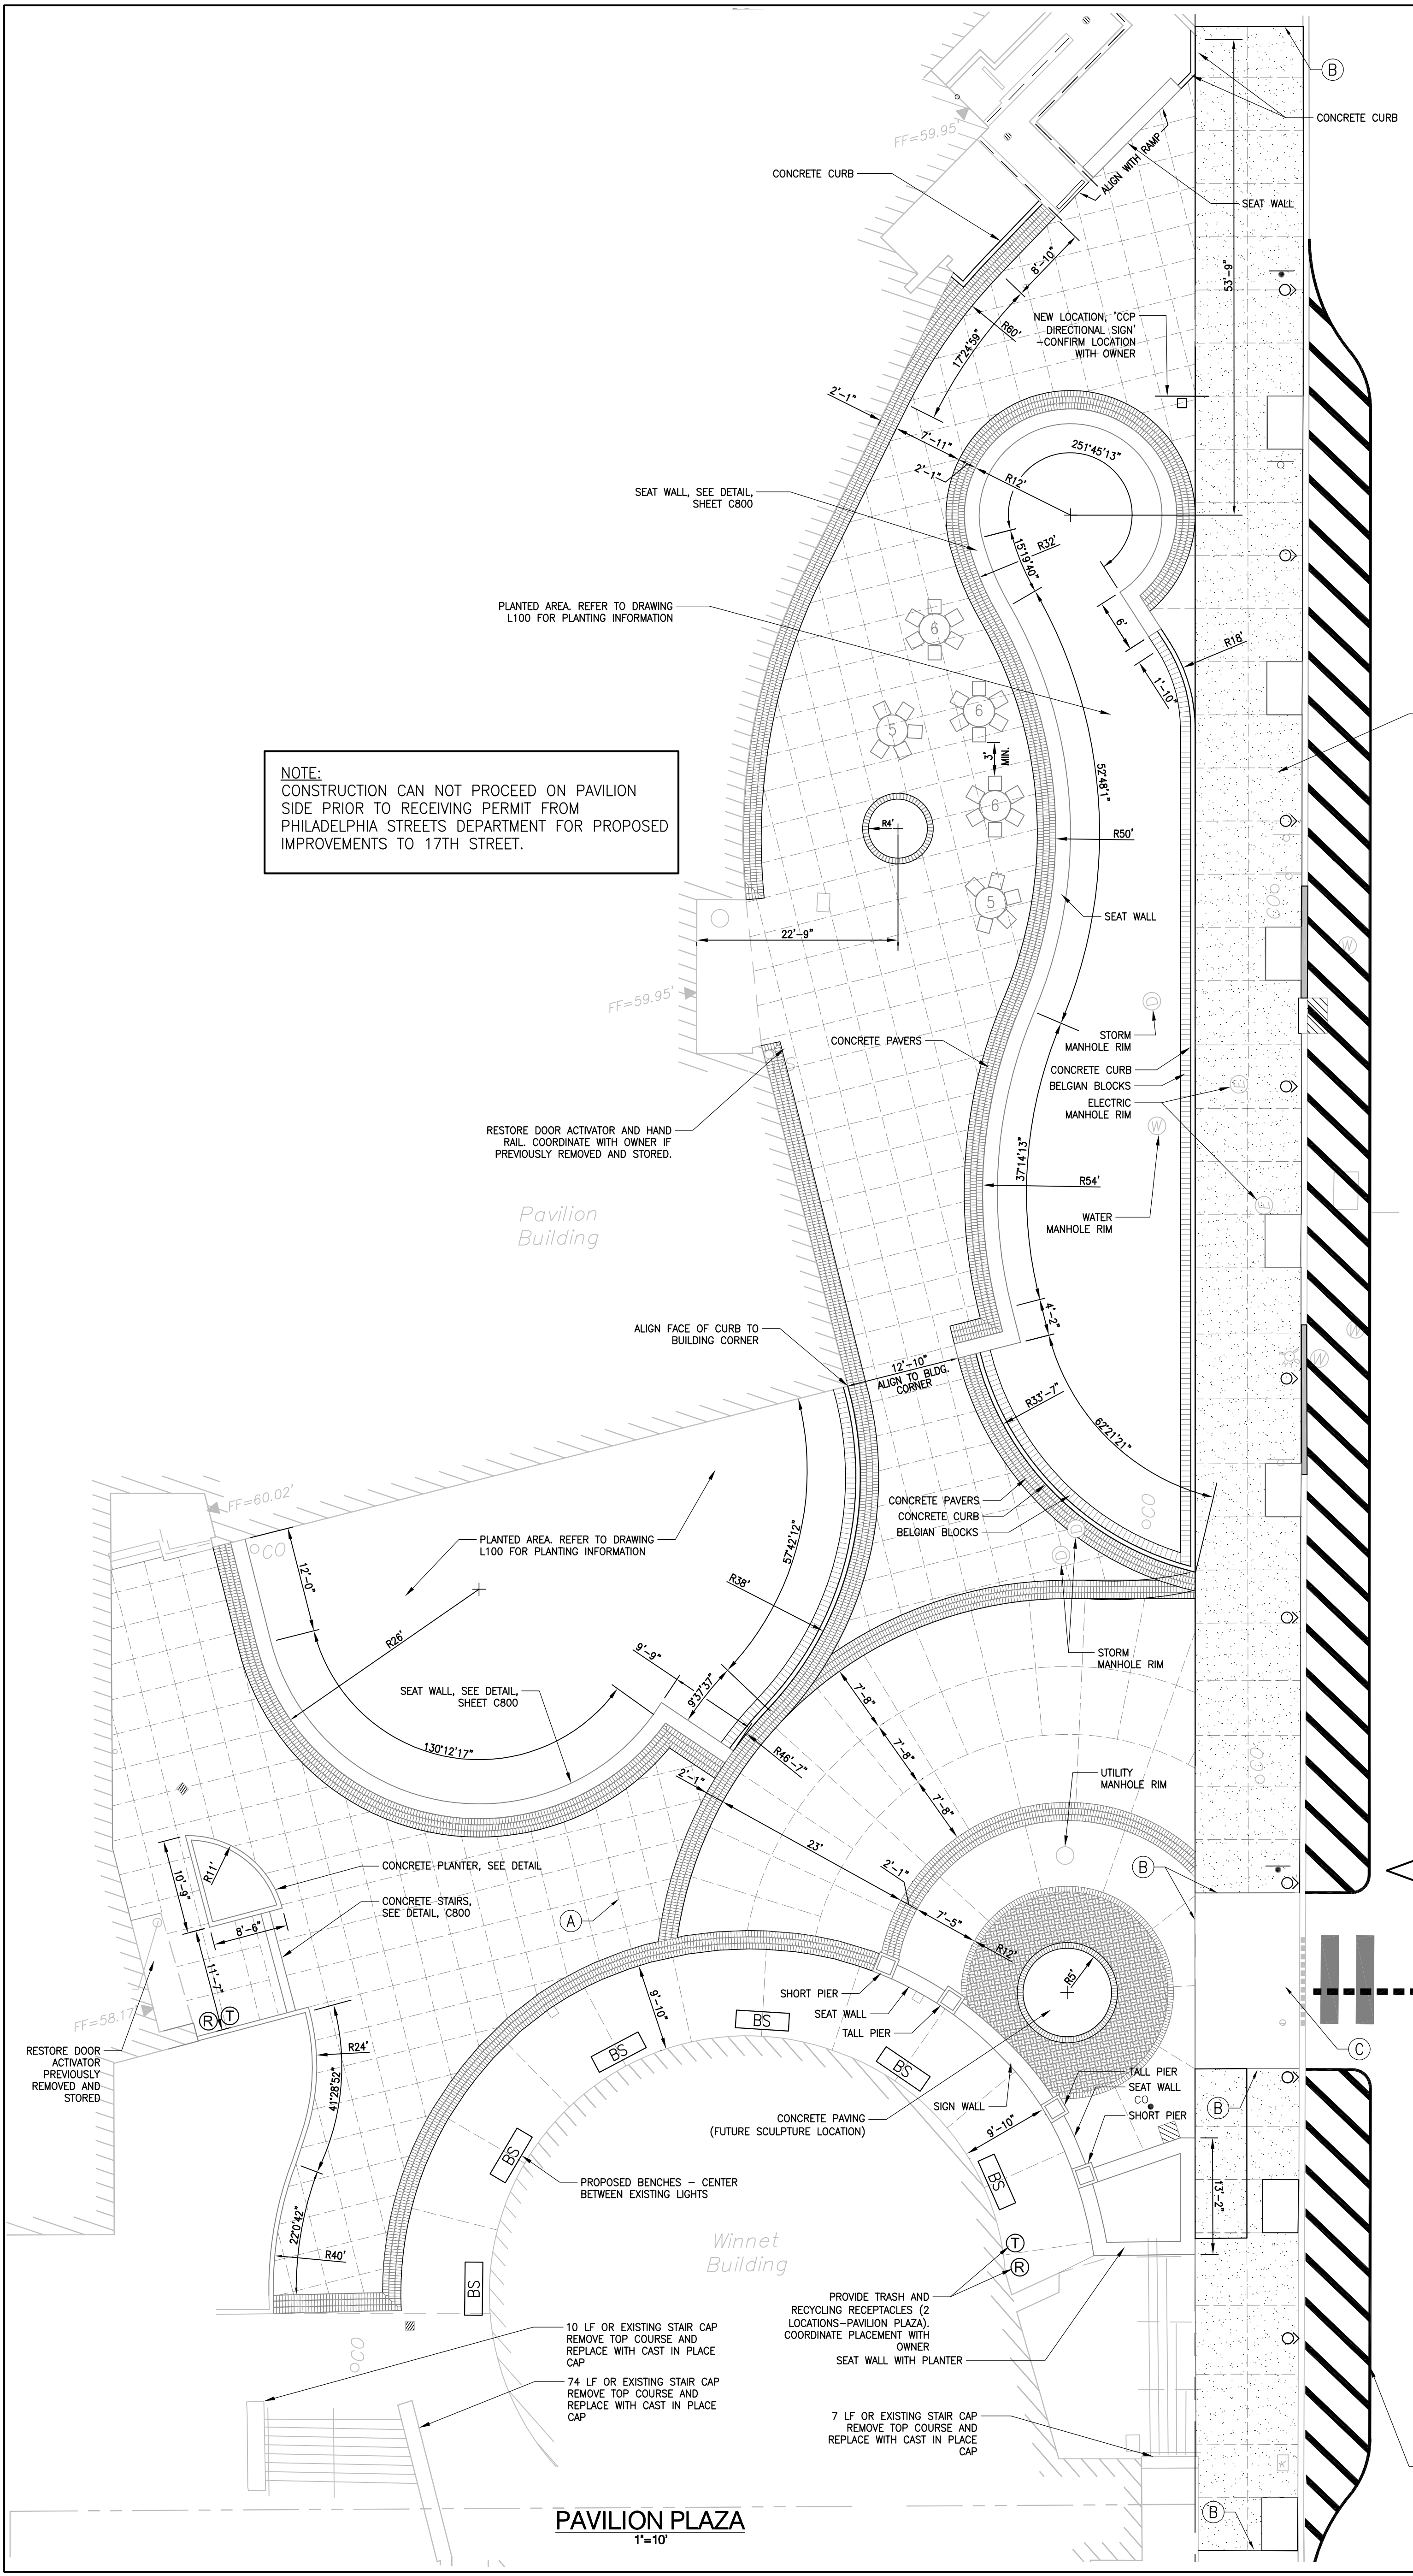 B
CONCRETE CURB
FF=59.95'
ALIGN WITH RAMP
CONCRETE CURB
SEAT WALL
8'-10"
53'-9"
R60'
NEW LOCATION, 'CCP
DIRECTIONAL SIGN'
-CONFIRM LOCATION
WITH OWNER
17°24'59"
2'-1"
7'-11"
251°45'13"
2'-1"
R12'
SEAT WALL, SEE DETAIL,
SHEET C800
R32'
15°19'40"
PLANTED AREA. REFER TO DRAWING
L100 FOR PLANTING INFORMATION
6
6'
R18'
1'-10"
6
5
3'
MIN.
52°48'1"
NOTE:
CONSTRUCTION CAN NOT PROCEED ON PAVILION
SIDE PRIOR TO RECEIVING PERMIT FROM
PHILADELPHIA STREETS DEPARTMENT FOR PROPOSED
IMPROVEMENTS TO 17TH STREET.
6
R4'
R50'
5
SEAT WALL
22'-9"
W
FF=59.95'
D
STORM
MANHOLE RIM
CONCRETE PAVERS
CONCRETE CURB
BELGIAN BLOCKS
E
ELECTRIC
MANHOLE RIM
W
RESTORE DOOR ACTIVATOR AND HAND
RAIL. COORDINATE WITH OWNER IF
PREVIOUSLY REMOVED AND STORED.
37°14'13"
R54'
E
Pavilion
Building
WATER
MANHOLE RIM
4'-2"
ALIGN FACE OF CURB TO
BUILDING CORNER
W
W
12'-10"
ALIGN TO BLDG.
CORNER
R33'-7"
62°21'21"
FF=60.02'
CO
CONCRETE PAVERS
CONCRETE CURB
BELGIAN BLOCKS
CO
PLANTED AREA. REFER TO DRAWING
L100 FOR PLANTING INFORMATION
57°42'12"
D
D
12'-0"
R38'
R26'
9'-9"
STORM
MANHOLE RIM
SEAT WALL, SEE DETAIL,
SHEET C800
9°37'37"
7'-8"
130°12'17"
7'-8"
R46'-7"
2'-1"
7'-8"
UTILITY
MANHOLE RIM
CO
23'
R11'
10'-9"
CONCRETE PLANTER, SEE DETAIL
2'-1"
B
CONCRETE STAIRS,
SEE DETAIL, C800
A
7'-5"
8'-6"
R12'
11'-7"
R5'
SHORT PIER
9'-10"
SEAT WALL
TALL PIER
FF=58.17'
R
T
BS
BS
BS
RESTORE DOOR
ACTIVATOR
PREVIOUSLY
REMOVED AND
STORED
R24'
41°28'52"
C
TALL PIER
SEAT WALL
CO
SHORT PIER
B
SIGN WALL
CONCRETE PAVING
(FUTURE SCULPTURE LOCATION)
9'-10"
BS
BS
PROPOSED BENCHES - CENTER
BETWEEN EXISTING LIGHTS
13'-2"
22°0'42"
Winnet
Building
T
R
R40'
BS
PROVIDE TRASH AND
RECYCLING RECEPTACLES (2
LOCATIONS-PAVILION PLAZA).
COORDINATE PLACEMENT WITH
OWNER
SEAT WALL WITH PLANTER
10 LF OR EXISTING STAIR CAP
REMOVE TOP COURSE AND
REPLACE WITH CAST IN PLACE
CAP
CO
74 LF OR EXISTING STAIR CAP
REMOVE TOP COURSE AND
REPLACE WITH CAST IN PLACE
CAP
7 LF OR EXISTING STAIR CAP
REMOVE TOP COURSE AND
REPLACE WITH CAST IN PLACE
CAP
B
PAVILION PLAZA
1"=10'